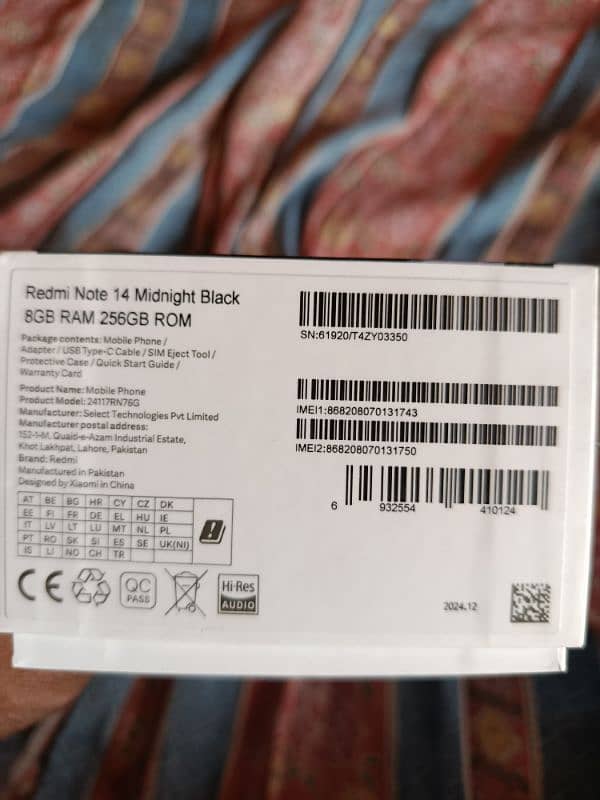 Redmi Note 14 Midnight Black
8GB RAM 256GB ROM
Package contents: Mobile Phone /
Adapter / USB Type-C Cable / SIM Eject Tool /
Protective Case / Quick Start Guide /
Warranty Card
Product Name: Mobile Phone
Product Model: 24117RN76G
Manufacturer: Select Technologies Pvt Limited
Manufacturer postal address:
152-1-M, Quaid-e-Azam Industrial Estate,
Knot Lakhpat, Lahore, Pakistan
Brand: Redmi
Manufactured in Pakistan
Designed by Xiaomi in China
AT BE BG HR CY CZ DK
EE FI FR DE EL HU IE
IT LV LT LU MT NL PL
PT RO SK SI ES SE UK(NI)
IS LI NO CH TR
CE
QC
PASS
Hi-Res
AUDIO
SN:61920/T4ZY03350
IMEI1:868208070131743
IMEI2:868208070131750
6 932554 410124
2024.12